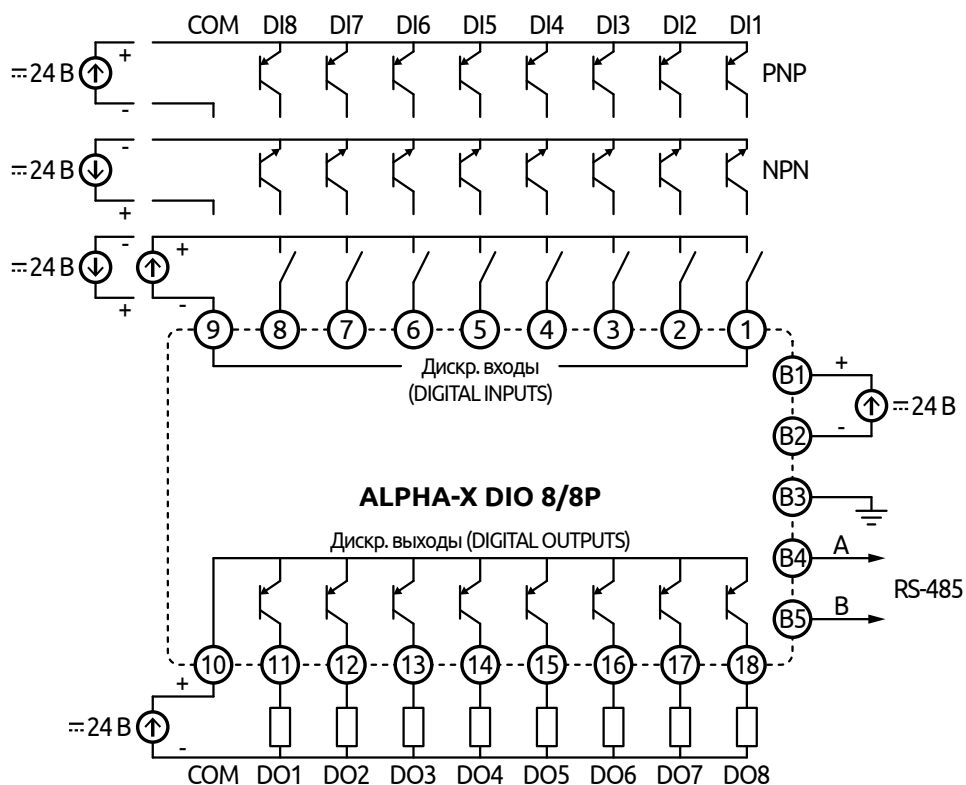 COM DI8 DI7 DI6 DI5 DI4 DI3 DI2 DI1
+
⎓24 В
-
PNP
-
⎓24 В
+
NPN
- +
⎓24 В
+ -
9 8 7 6 5 4 3 2 1
Дискр. входы
(DIGITAL INPUTS)
B1 +
⎓24 В
B2 -
B3
ALPHA-X DIO 8/8P
Дискр. выходы (DIGITAL OUTPUTS)
B4 A
RS-485
B5 B
10 11 12 13 14 15 16 17 18
+
⎓24 В
-
COM DO1 DO2 DO3 DO4 DO5 DO6 DO7 DO8